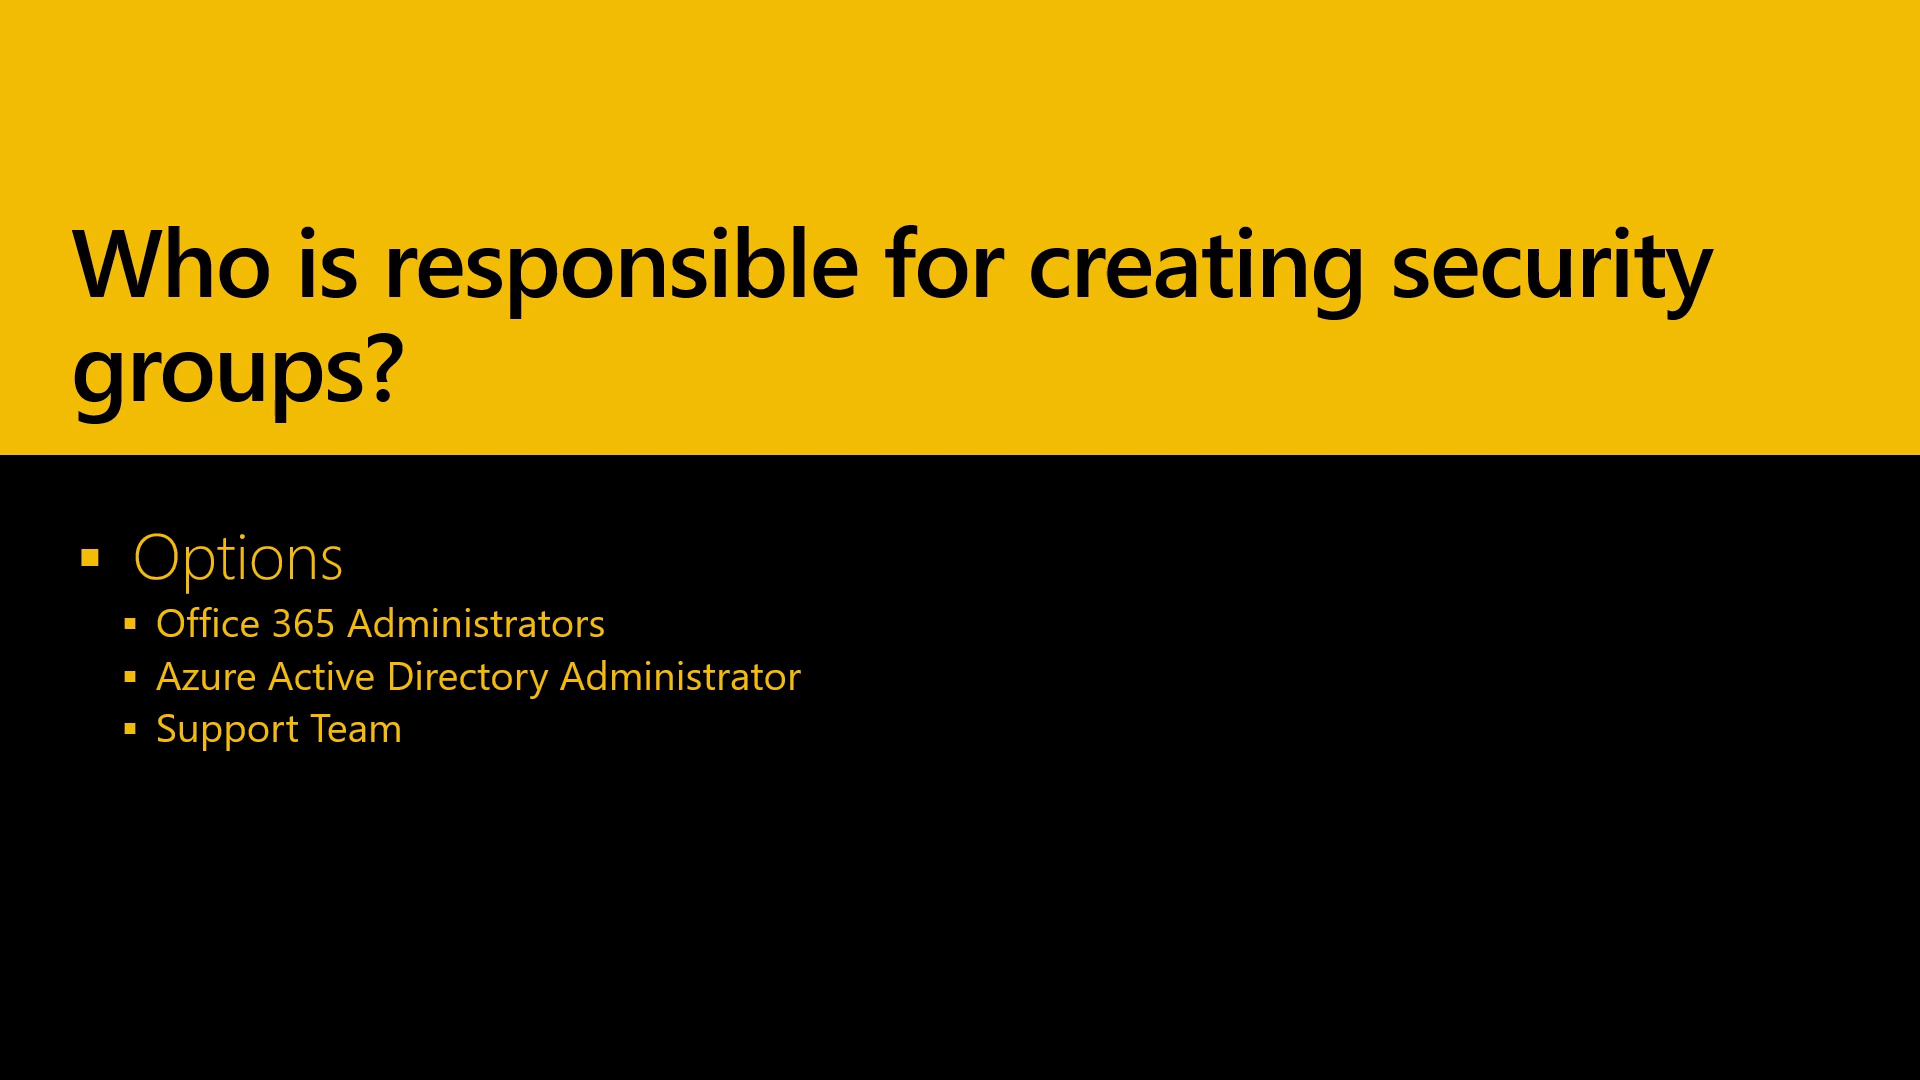 Who is responsible for creating security
groups?
Options
Office 365 Administrators
Azure Active Directory Administrator
Support Team